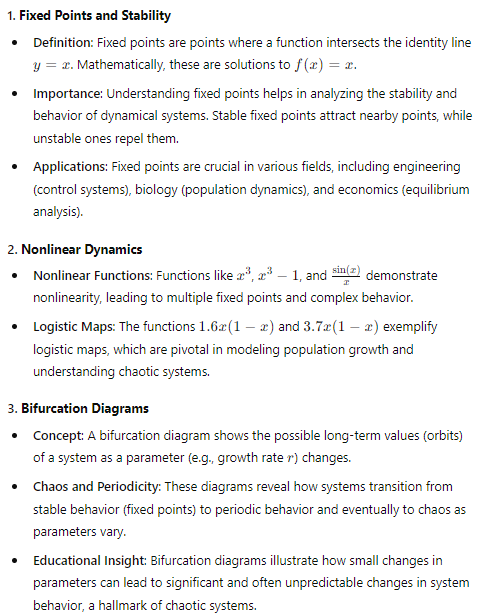 1. Fixed Points and Stability
• Definition: Fixed points are points where a function intersects the identity line
y = x. Mathematically, these are solutions to f(x) = x.
• Importance: Understanding fixed points helps in analyzing the stability and
behavior of dynamical systems. Stable fixed points attract nearby points, while
unstable ones repel them.
• Applications: Fixed points are crucial in various fields, including engineering
(control systems), biology (population dynamics), and economics (equilibrium
analysis).
2. Nonlinear Dynamics
• Nonlinear Functions: Functions like x³, x³ − 1, and sin(x)/x demonstrate
nonlinearity, leading to multiple fixed points and complex behavior.
• Logistic Maps: The functions 1.6x(1 − x) and 3.7x(1 − x) exemplify
logistic maps, which are pivotal in modeling population growth and
understanding chaotic systems.
3. Bifurcation Diagrams
• Concept: A bifurcation diagram shows the possible long-term values (orbits)
of a system as a parameter (e.g., growth rate r) changes.
• Chaos and Periodicity: These diagrams reveal how systems transition from
stable behavior (fixed points) to periodic behavior and eventually to chaos as
parameters vary.
• Educational Insight: Bifurcation diagrams illustrate how small changes in
parameters can lead to significant and often unpredictable changes in system
behavior, a hallmark of chaotic systems.